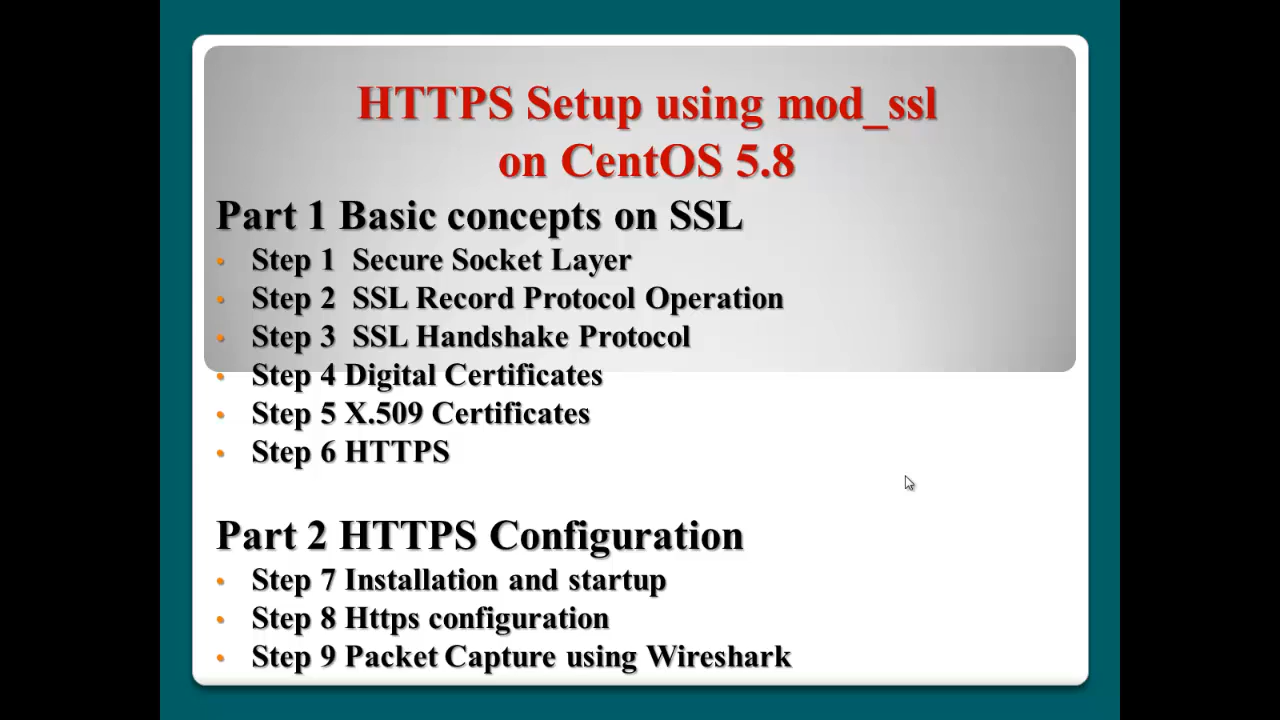 HTTPS Setup using mod_ssl
on CentOS 5.8
Part 1 Basic concepts on SSL
• Step 1 Secure Socket Layer
• Step 2 SSL Record Protocol Operation
• Step 3 SSL Handshake Protocol
• Step 4 Digital Certificates
• Step 5 X.509 Certificates
• Step 6 HTTPS
Part 2 HTTPS Configuration
• Step 7 Installation and startup
• Step 8 Https configuration
• Step 9 Packet Capture using Wireshark